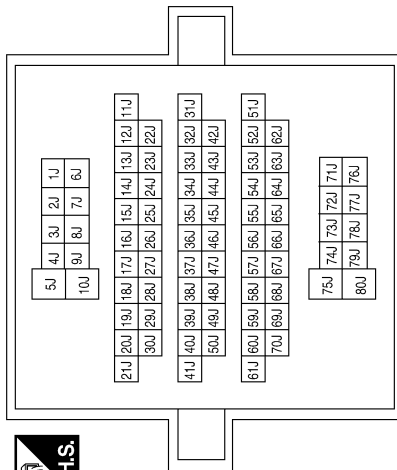 H.S.
5J 4J 3J 2J 1J
10J 9J 8J 7J 6J
21J 20J 19J 18J 17J 16J 15J 14J 13J 12J 11J
30J 29J 28J 27J 26J 25J 24J 23J 22J
41J 40J 39J 38J 37J 36J 35J 34J 33J 32J 31J
50J 49J 48J 47J 46J 45J 44J 43J 42J
61J 60J 59J 58J 57J 56J 55J 54J 53J 52J 51J
70J 69J 68J 67J 66J 65J 64J 63J 62J
75J 74J 73J 72J 71J
80J 79J 78J 77J 76J